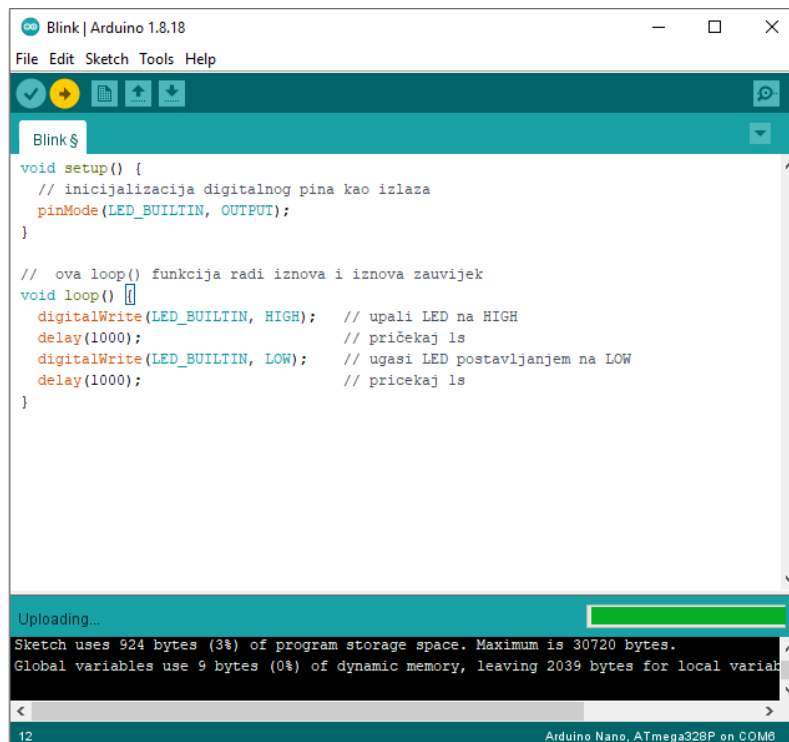 Blink | Arduino 1.8.18
File Edit Sketch Tools Help
Blink §
void setup() {
  // inicijalizacija digitalnog pina kao izlaza
  pinMode(LED_BUILTIN, OUTPUT);
}

//  ova loop() funkcija radi iznova i iznova zauvijek
void loop() {
  digitalWrite(LED_BUILTIN, HIGH);   // upali LED na HIGH
  delay(1000);                       // pričekaj 1s
  digitalWrite(LED_BUILTIN, LOW);    // ugasi LED postavljanjem na LOW
  delay(1000);                       // pricekaj 1s
}
Uploading...
Sketch uses 924 bytes (3%) of program storage space. Maximum is 30720 bytes.
Global variables use 9 bytes (0%) of dynamic memory, leaving 2039 bytes for local variab
12 Arduino Nano, ATmega328P on COM6